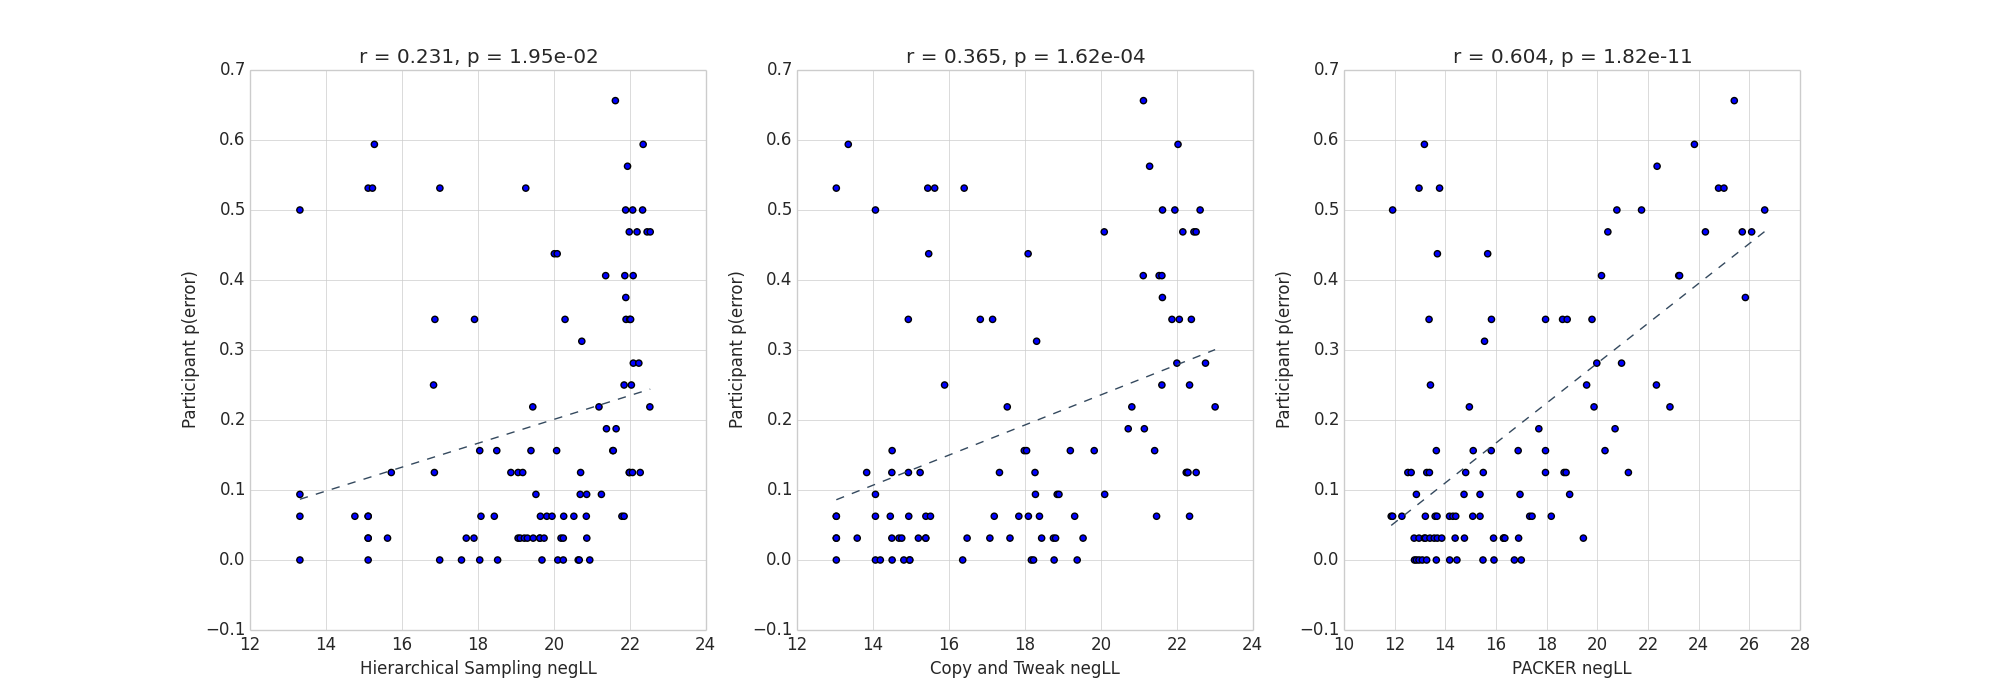 r = 0.231, p = 1.95e-02
0.7
0.6
0.5
0.4
0.3
0.2
0.1
0.0
−0.1
Participant p(error)
12 14 16 18 20 22 24
Hierarchical Sampling negLL
r = 0.365, p = 1.62e-04
0.7
0.6
0.5
0.4
0.3
0.2
0.1
0.0
−0.1
Participant p(error)
12 14 16 18 20 22 24
Copy and Tweak negLL
r = 0.604, p = 1.82e-11
0.7
0.6
0.5
0.4
0.3
0.2
0.1
0.0
−0.1
Participant p(error)
10 12 14 16 18 20 22 24 26 28
PACKER negLL